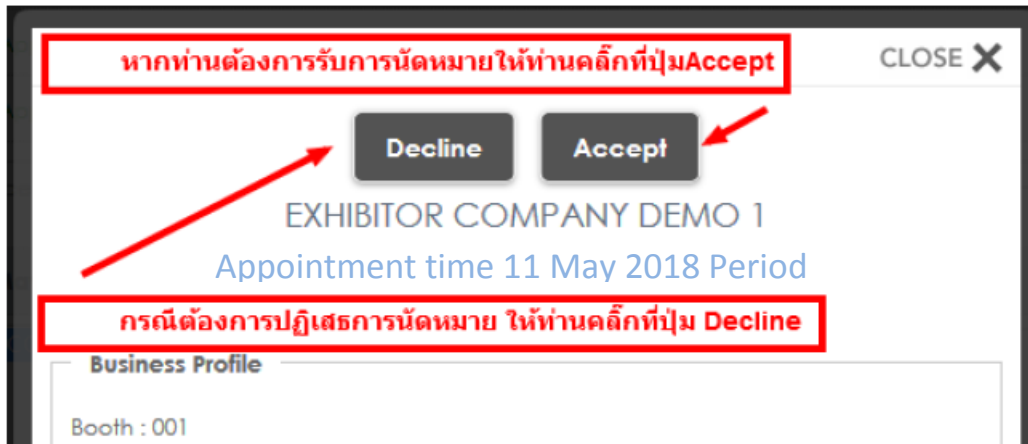 หากท่านต้องการรับการนัดหมายให้ท่านคลิ๊กที่ปุ่มAccept
CLOSE
Decline
Accept
EXHIBITOR COMPANY DEMO 1
Appointment time 11 May 2018 Period
กรณีต้องการปฏิเสธการนัดหมาย ให้ท่านคลิ๊กที่ปุ่ม Decline
Business Profile
Booth : 001